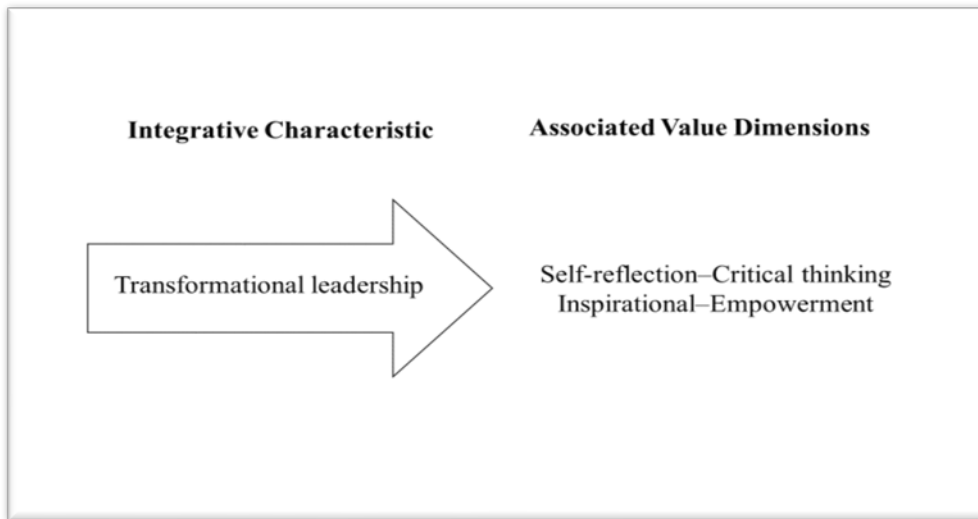 Integrative Characteristic
Associated Value Dimensions
Transformational leadership
Self-reflection–Critical thinking
Inspirational–Empowerment